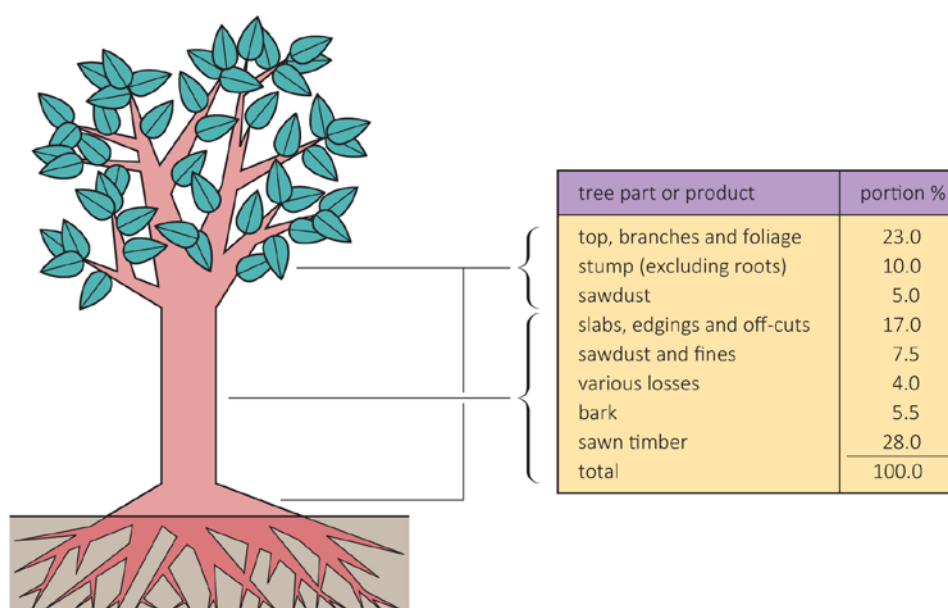 tree part or product portion %
top, branches and foliage 23.0
stump (excluding roots) 10.0
sawdust 5.0
slabs, edgings and off-cuts 17.0
sawdust and fines 7.5
various losses 4.0
bark 5.5
sawn timber 28.0
total 100.0